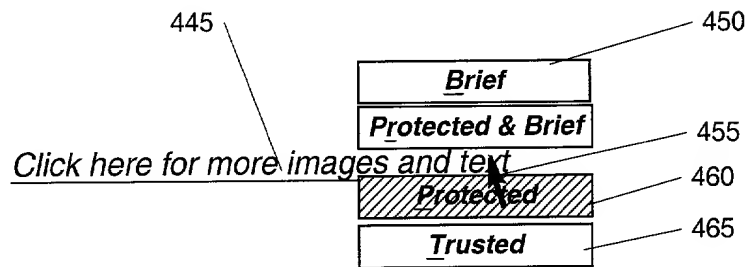 445
450
Brief
Protected & Brief
455
Click here for more images and text
460
Protected
465
Trusted